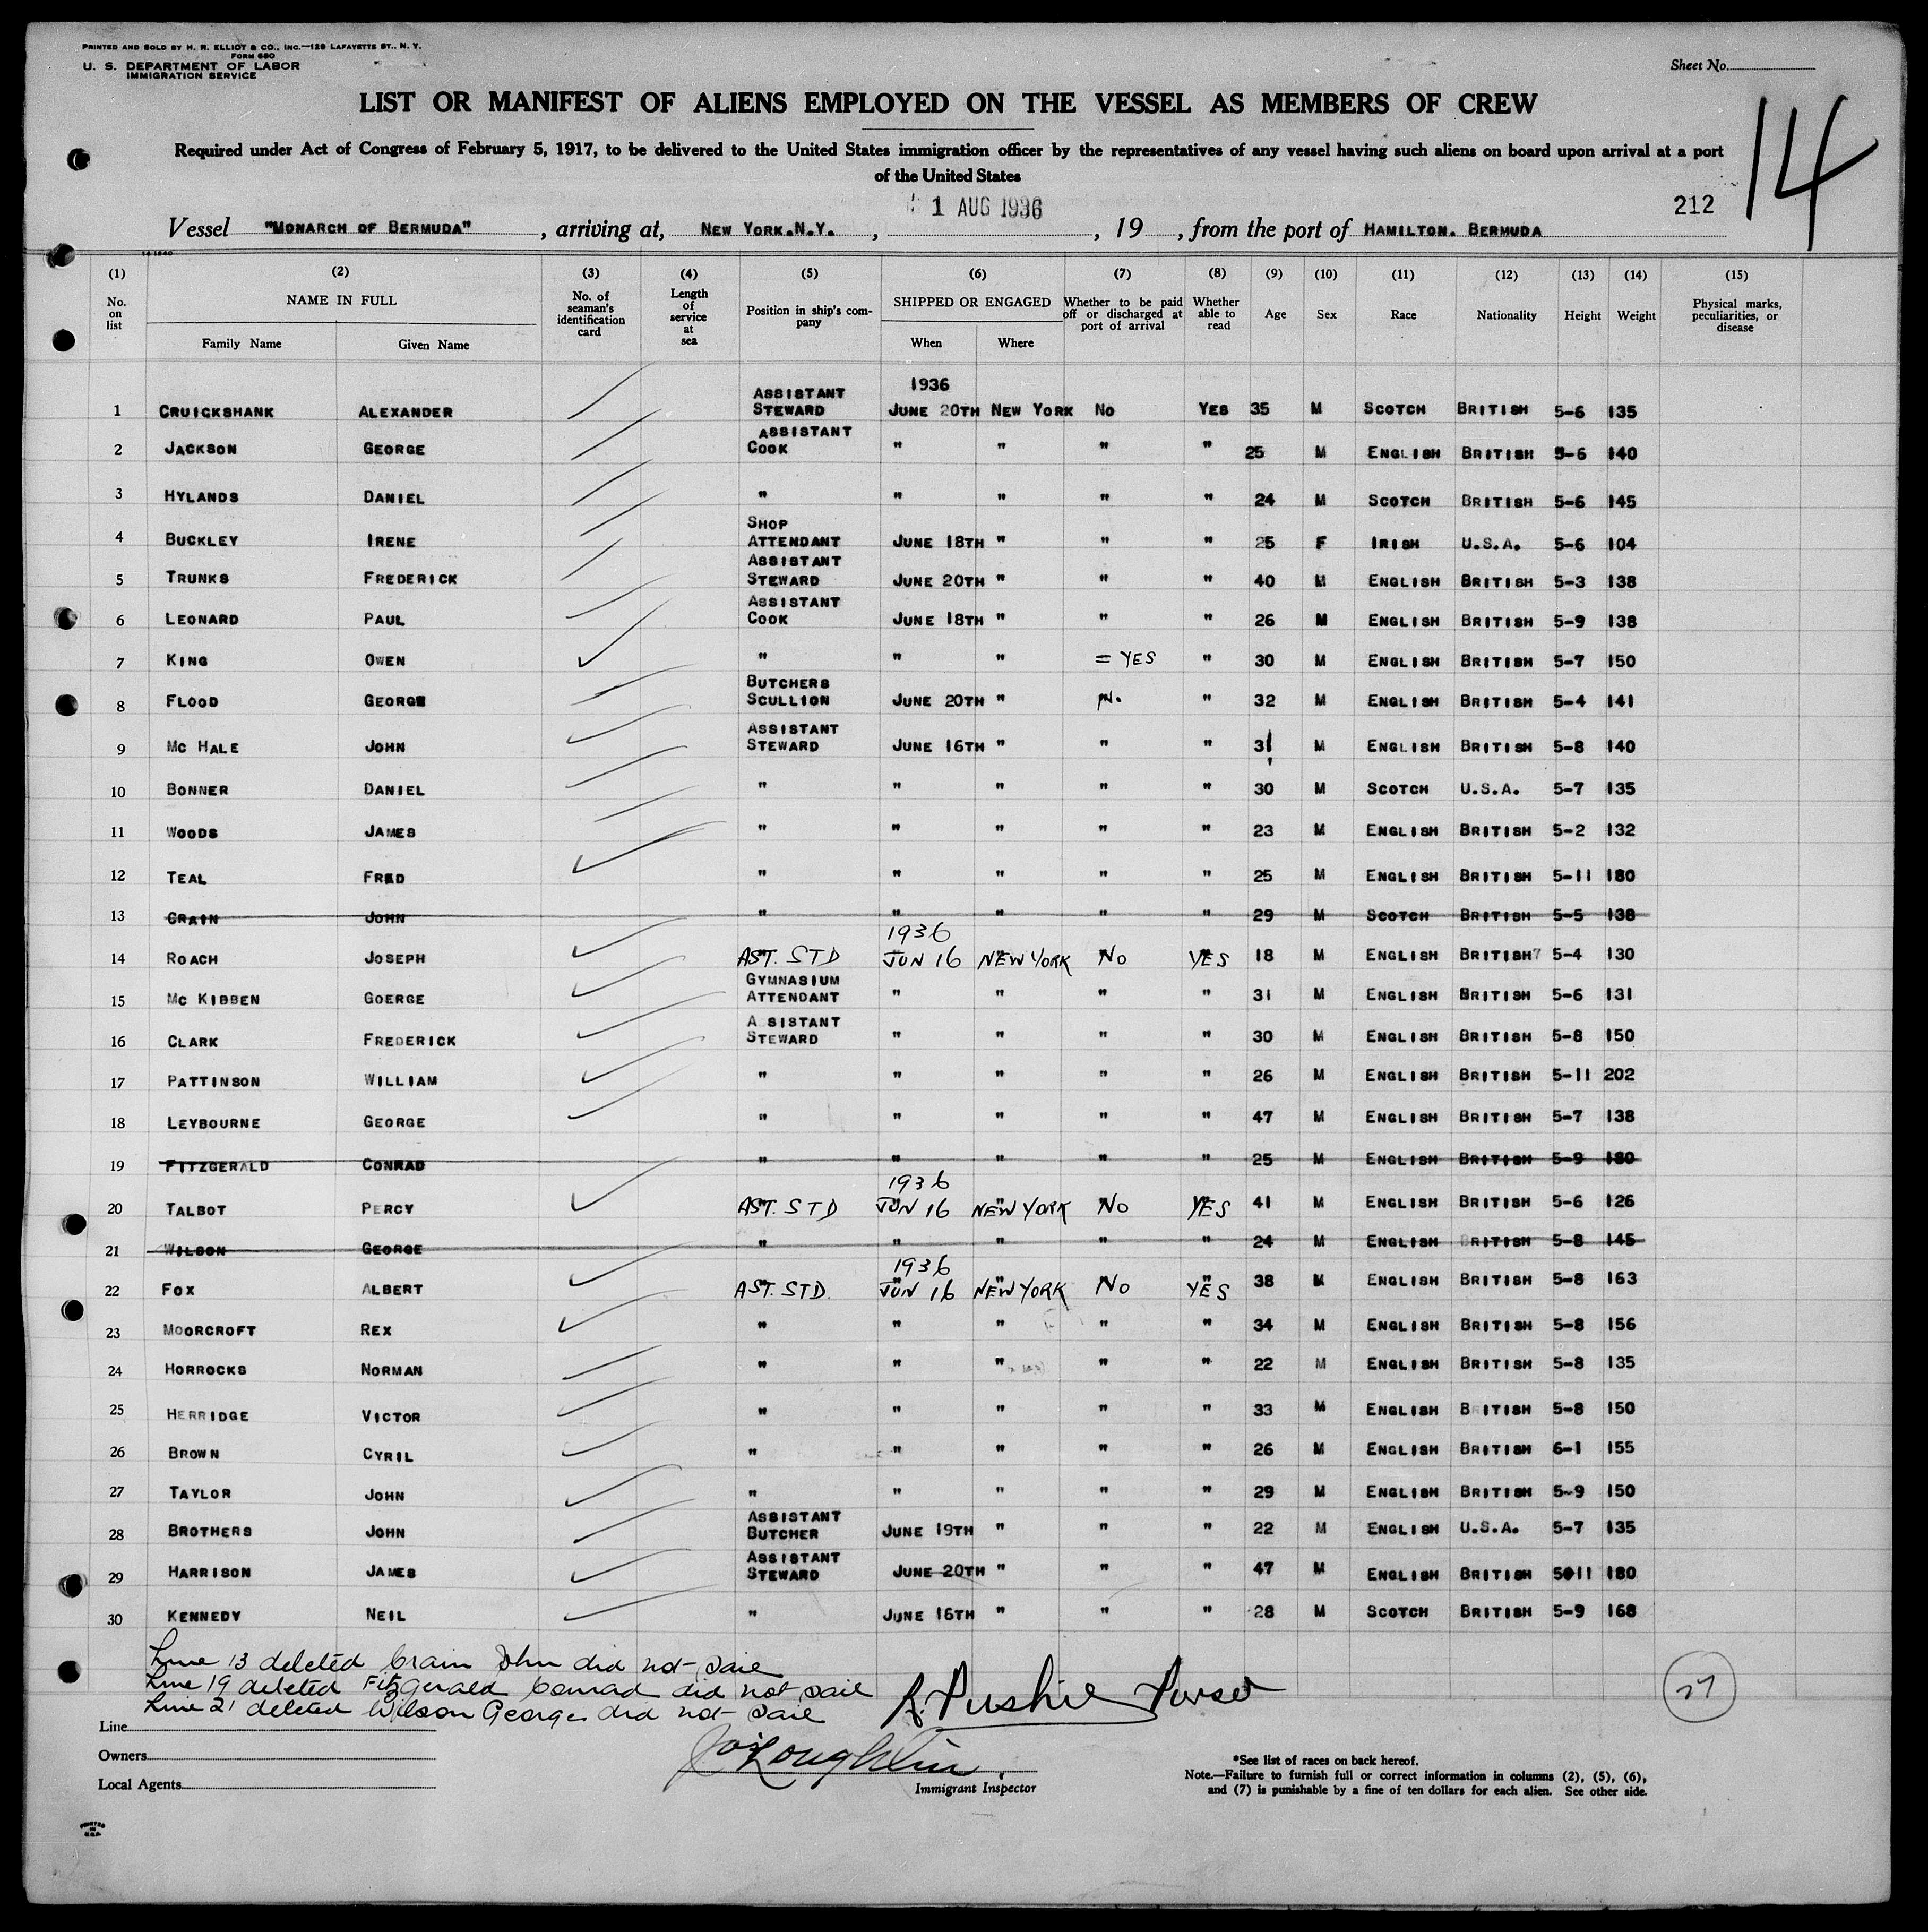 PRINTED AND SOLD BY H. R. ELLIOT & CO., INC.—129 LAFAYETTE ST., N. Y.
FORM 680
U. S. DEPARTMENT OF LABOR
IMMIGRATION SERVICE
Sheet No.
LIST OR MANIFEST OF ALIENS EMPLOYED ON THE VESSEL AS MEMBERS OF CREW
14
Required under Act of Congress of February 5, 1917, to be delivered to the United States immigration officer by the representatives of any vessel having such aliens on board upon arrival at a port
of the United States
1 AUG 1936
212
Vessel "MONARCH OF BERMUDA", arriving at, NEW YORK.N.Y., , 19 , from the port of HAMILTON. BERMUDA
(1) (2) (3) (4) (5) (6) (7) (8) (9) (10) (11) (12) (13) (14) (15)
No. on list NAME IN FULL Family Name Given Name No. of seaman's identification card Length of service at sea Position in ship's company SHIPPED OR ENGAGED When Where Whether to be paid off or discharged at port of arrival Whether able to read Age Sex Race Nationality Height Weight Physical marks, peculiarities, or disease
1936
1 CRUICKSHANK ALEXANDER ASSISTANT STEWARD JUNE 20TH NEW YORK NO YES 35 M SCOTCH BRITISH 5-6 135
2 JACKSON GEORGE ASSISTANT COOK " " " " 25 M ENGLISH BRITISH 5-6 140
3 HYLANDS DANIEL " " " " " 24 M SCOTCH BRITISH 5-6 145
4 BUCKLEY IRENE SHOP ATTENDANT JUNE 18TH " " " 25 F IRISH U.S.A. 5-6 104
5 TRUNKS FREDERICK ASSISTANT STEWARD JUNE 20TH " " " 40 M ENGLISH BRITISH 5-3 138
6 LEONARD PAUL ASSISTANT COOK JUNE 18TH " " " 26 M ENGLISH BRITISH 5-9 138
7 KING OWEN " " " = YES " 30 M ENGLISH BRITISH 5-7 150
8 FLOOD GEORGE BUTCHERS SCULLION JUNE 20TH " No " 32 M ENGLISH BRITISH 5-4 141
9 MC HALE JOHN ASSISTANT STEWARD JUNE 16TH " " " 31 M ENGLISH BRITISH 5-8 140
10 BONNER DANIEL " " " " " 30 M SCOTCH U.S.A. 5-7 135
11 WOODS JAMES " " " " " 23 M ENGLISH BRITISH 5-2 132
12 TEAL FRED " " " " " 25 M ENGLISH BRITISH 5-11 180
13 CRAIN JOHN " " " " " 29 M SCOTCH BRITISH 5-5 138
1936
14 ROACH JOSEPH AST. STD JUN 16 NEW YORK No YES 18 M ENGLISH BRITISH 5-4 130
15 MC KIBBEN GOERGE GYMNASIUM ATTENDANT " " " " 31 M ENGLISH BRITISH 5-6 131
16 CLARK FREDERICK A SISTANT STEWARD " " " " 30 M ENGLISH BRITISH 5-8 150
17 PATTINSON WILLIAM " " " " " 26 M ENGLISH BRITISH 5-11 202
18 LEYBOURNE GEORGE " " " " " 47 M ENGLISH BRITISH 5-7 138
19 FITZGERALD CONRAD " " " " " 25 M ENGLISH BRITISH 5-9 180
1936
20 TALBOT PERCY AST. STD JUN 16 NEW YORK No YES 41 M ENGLISH BRITISH 5-6 126
21 WILSON GEORGE " " " " " 24 M ENGLISH BRITISH 5-8 145
1936
22 FOX ALBERT AST. STD. JUN 16 NEW YORK No YES 38 M ENGLISH BRITISH 5-8 163
23 MOORCROFT REX " " " " " 34 M ENGLISH BRITISH 5-8 156
24 HORROCKS NORMAN " " " " " 22 M ENGLISH BRITISH 5-8 135
25 HERRIDGE VICTOR " " " " " 33 M ENGLISH BRITISH 5-8 150
26 BROWN CYRIL " " " " " 26 M ENGLISH BRITISH 6-1 155
27 TAYLOR JOHN " " " " " 29 M ENGLISH BRITISH 5-9 150
28 BROTHERS JOHN ASSISTANT BUTCHER JUNE 19TH " " " 22 M ENGLISH U.S.A. 5-7 135
29 HARRISON JAMES ASSISTANT STEWARD JUNE 20TH " " " 47 M ENGLISH BRITISH 5-11 180
30 KENNEDY NEIL " JUNE 16TH " " " 28 M SCOTCH BRITISH 5-9 168
Line 13 deleted Crain John did not sail
Line 19 deleted Fitzgerald Conrad did not sail
Line 21 deleted Wilson George did not sail
R. Pushie Purser
27
Line
Owners
Local Agents
J O'Loughlin.
Immigrant Inspector
*See list of races on back hereof.
Note.—Failure to furnish full or correct information in columns (2), (5), (6),
and (7) is punishable by a fine of ten dollars for each alien. See other side.
PRINTED IN U.S.A.